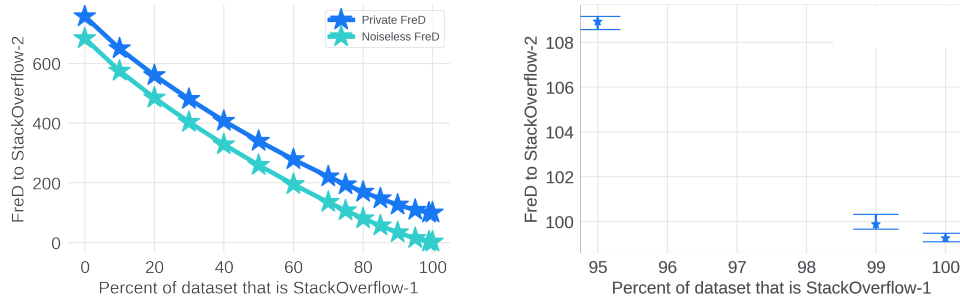 Private FreD
Noiseless FreD
FreD to StackOverflow-2
600
400
200
0
0 20 40 60 80 100
Percent of dataset that is StackOverflow-1
FreD to StackOverflow-2
108
106
104
102
100
95 96 97 98 99 100
Percent of dataset that is StackOverflow-1